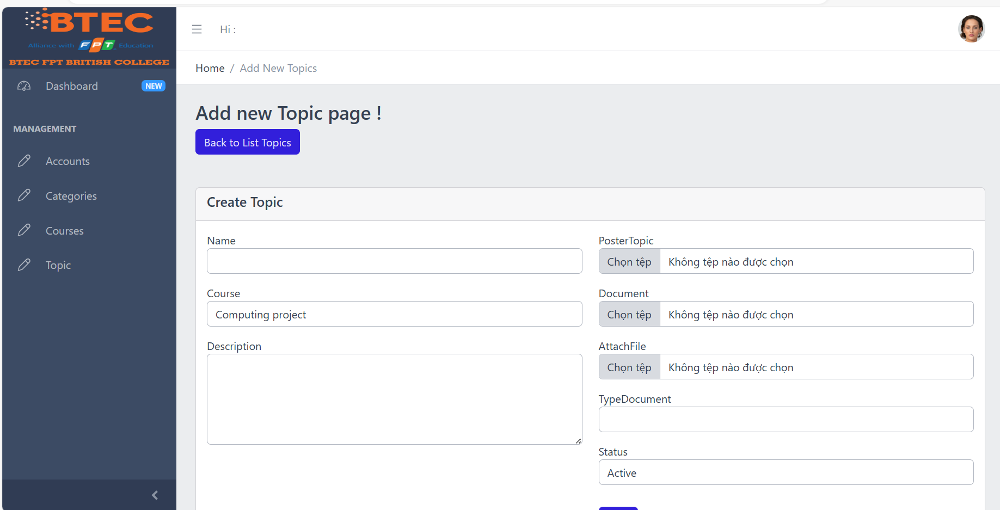 BTEC
Alliance with FPT Education
BTEC FPT BRITISH COLLEGE
Dashboard NEW
MANAGEMENT
Accounts
Categories
Courses
Topic
Hi :
Home / Add New Topics
Add new Topic page !
Back to List Topics
Create Topic
Name
Course
Computing project
Description
PosterTopic
Chọn tệp Không tệp nào được chọn
Document
Chọn tệp Không tệp nào được chọn
AttachFile
Chọn tệp Không tệp nào được chọn
TypeDocument
Status
Active